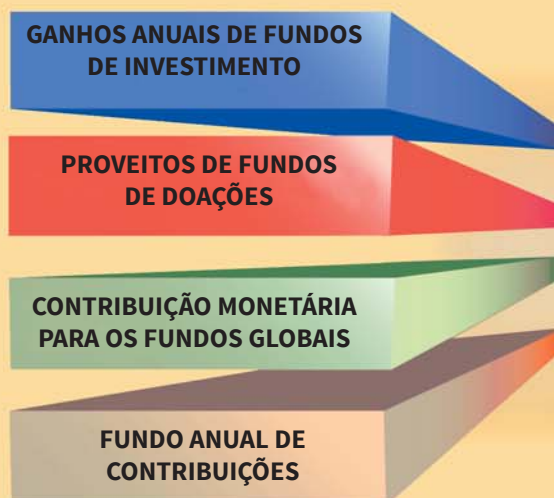 GANHOS ANUAIS DE FUNDOS
DE INVESTIMENTO
PROVEITOS DE FUNDOS
DE DOAÇÕES
CONTRIBUIÇÃO MONETÁRIA
PARA OS FUNDOS GLOBAIS
FUNDO ANUAL DE
CONTRIBUIÇÕES